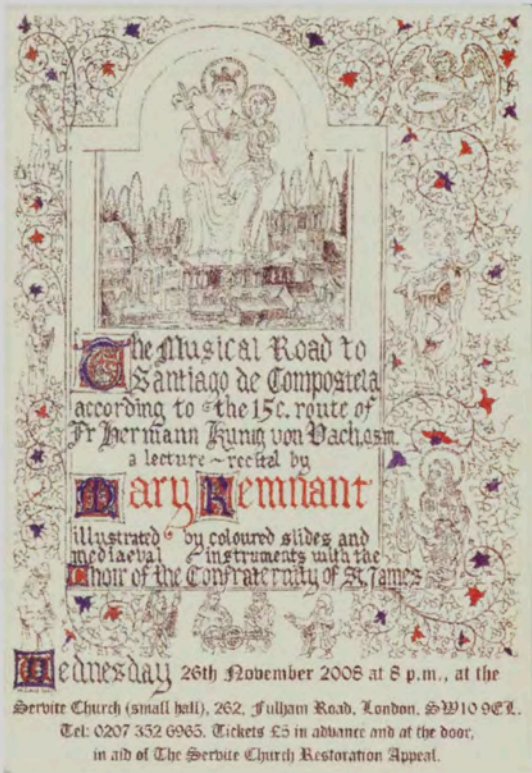 The Musical Road to
Santiago de Compostela
according to the 15c. route of
Fr Hermann Kunig von Vach, osm.
a lecture ~ recital by
Mary Remnant
illustrated by coloured slides and
mediaeval instruments with the
Choir of the Confraternity of St. James
Wednesday 26th November 2008 at 8 p.m., at the
Servite Church (small hall), 262, Fulham Road, London, SW10 9EL.
Tel: 0207 352 6965. Tickets £5 in advance and at the door,
in aid of The Servite Church Restoration Appeal.